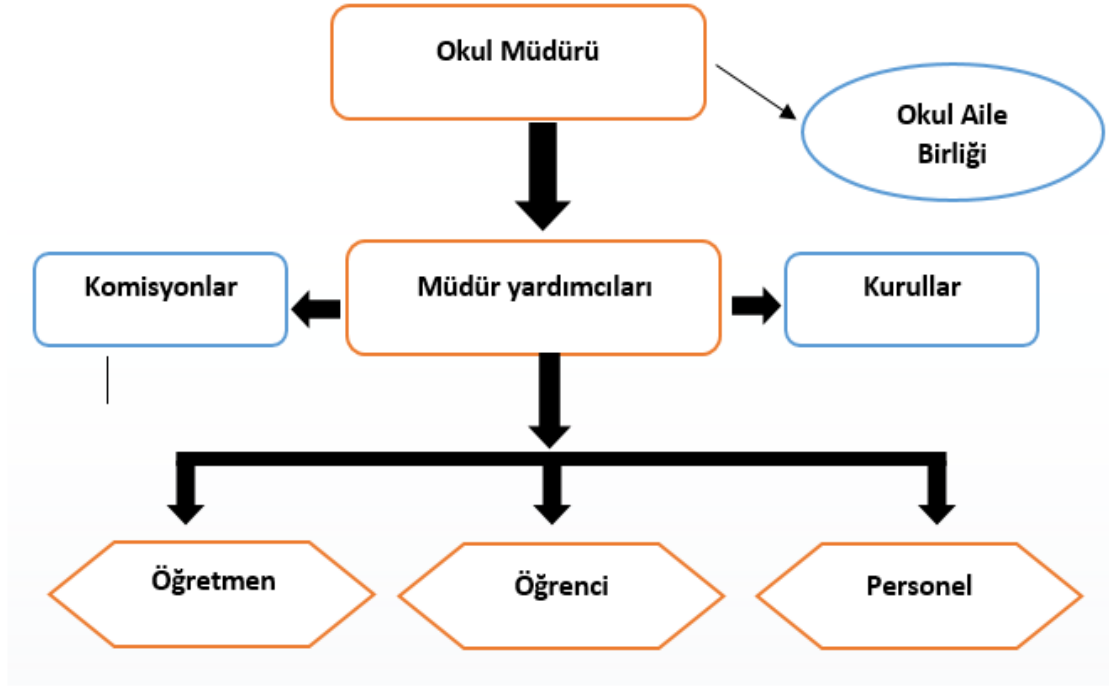 Okul Müdürü
Okul Aile
Birliği
Komisyonlar
Müdür yardımcıları
Kurullar
Öğretmen
Öğrenci
Personel